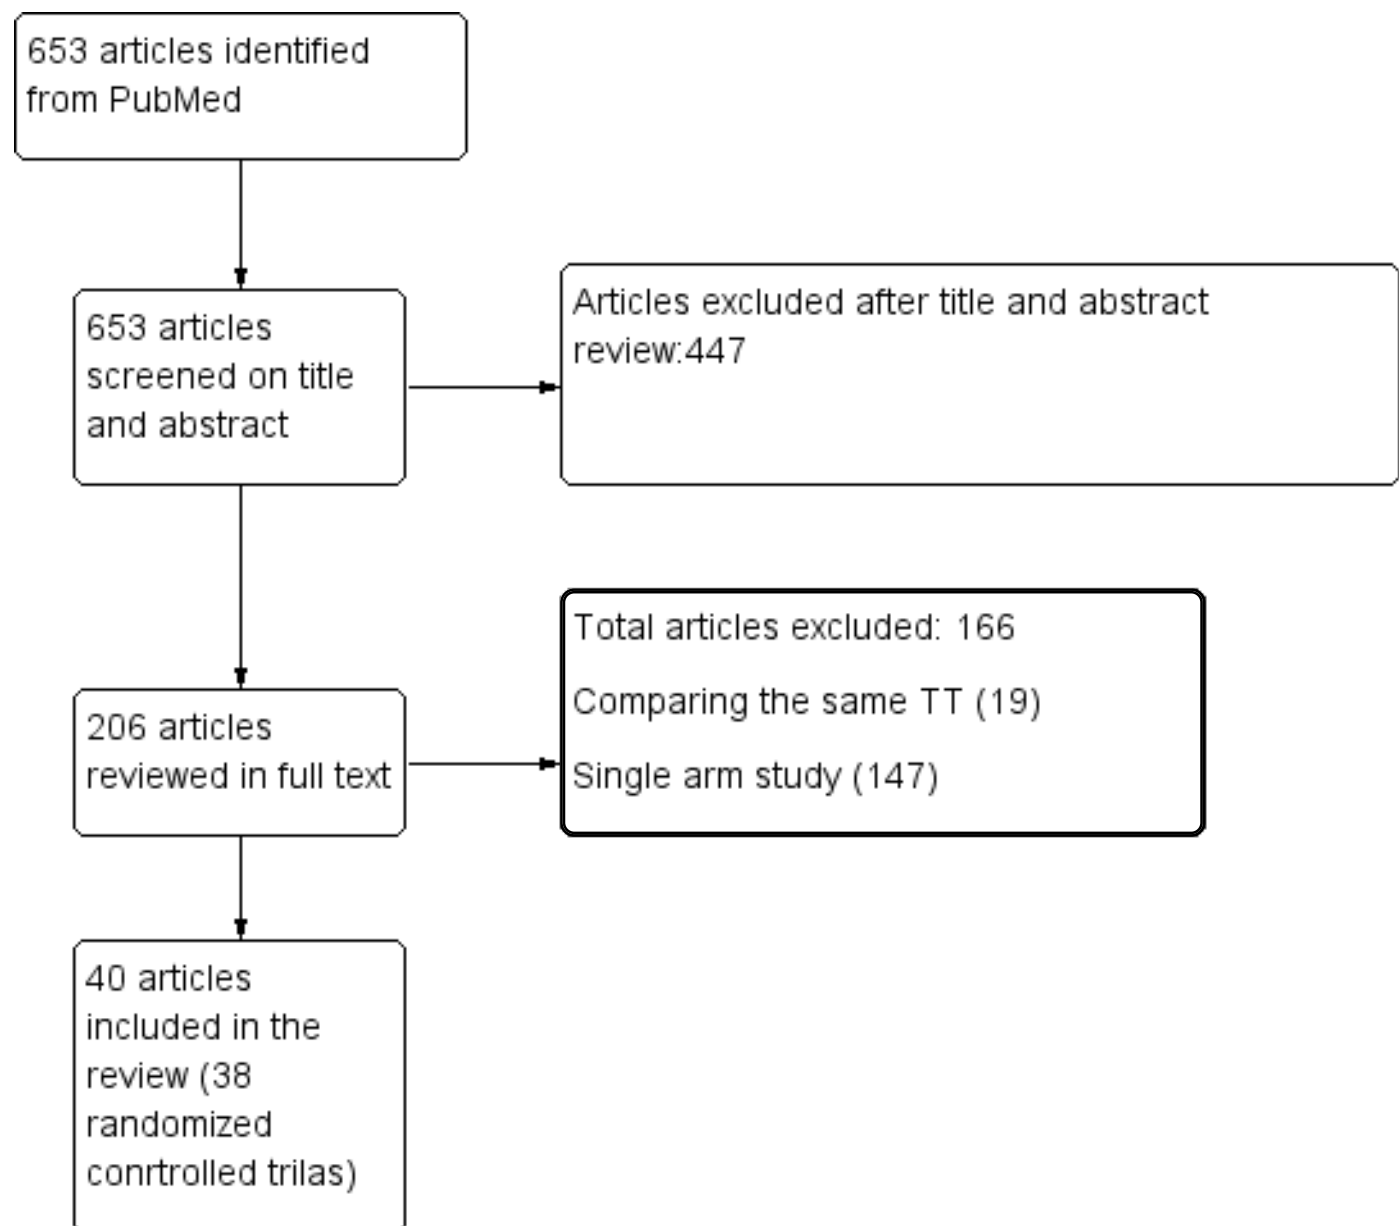 653 articles identified
from PubMed
653 articles
screened on title
and abstract
Articles excluded after title and abstract
review:447
206 articles
reviewed in full text
Total articles excluded: 166
Comparing the same TT (19)
Single arm study (147)
40 articles
included in the
review (38
randomized
conrtrolled trilas)